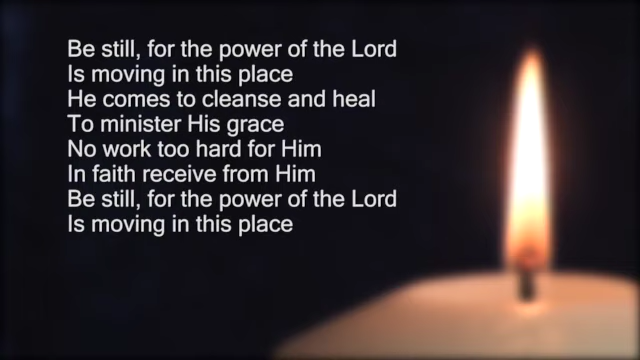 Be still, for the power of the Lord
Is moving in this place
He comes to cleanse and heal
To minister His grace
No work too hard for Him
In faith receive from Him
Be still, for the power of the Lord
Is moving in this place